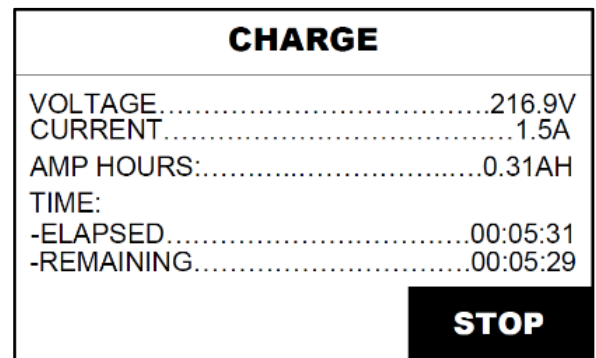 CHARGE
VOLTAGE.......................................216.9V
CURRENT.......................................1.5A
AMP HOURS:................................0.31AH
TIME:
-ELAPSED...................................00:05:31
-REMAINING...............................00:05:29
STOP